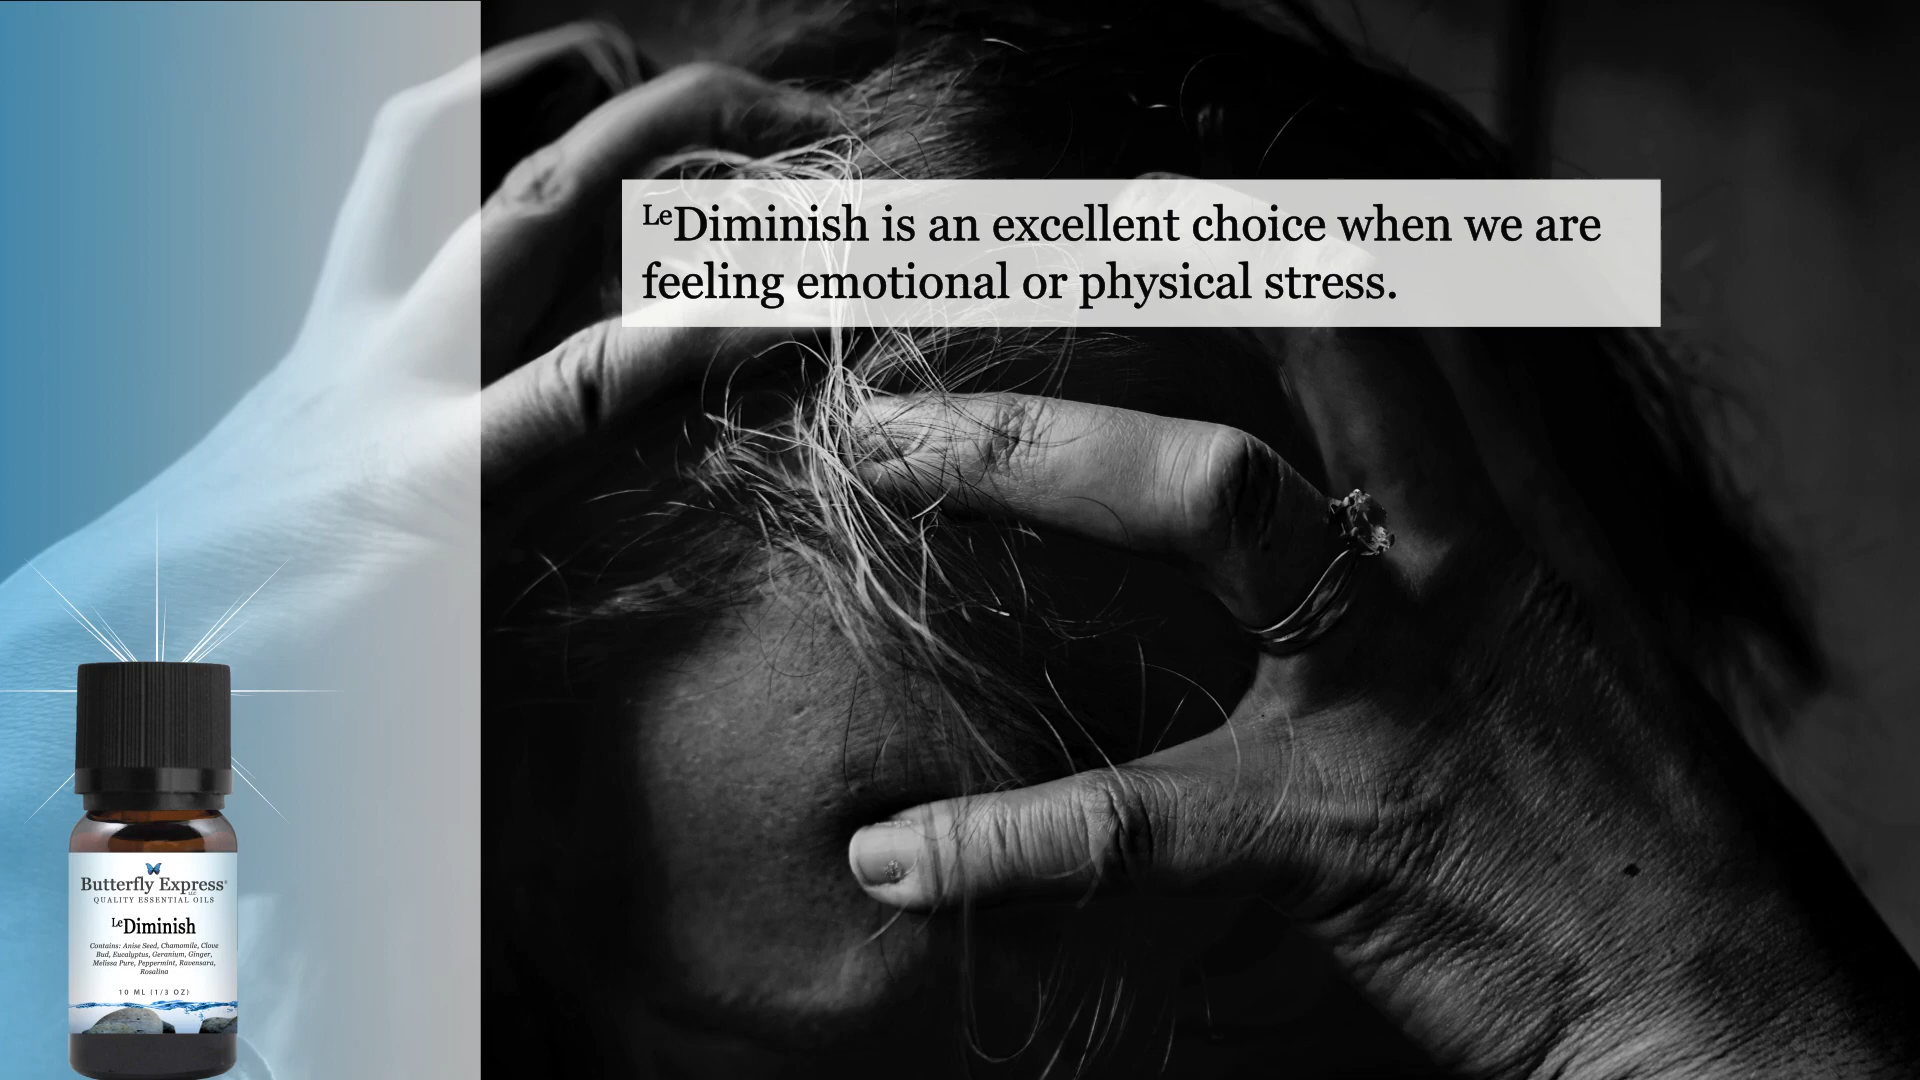 LeDiminish is an excellent choice when we are
feeling emotional or physical stress.
Butterfly Express®
LLC
QUALITY ESSENTIAL OILS
LeDiminish
Contains: Anise Seed, Chamomile, Clove
Bud, Eucalyptus, Geranium, Ginger,
Melissa Pure, Peppermint, Ravensara,
Rosalina
10 ML (1/3 OZ)